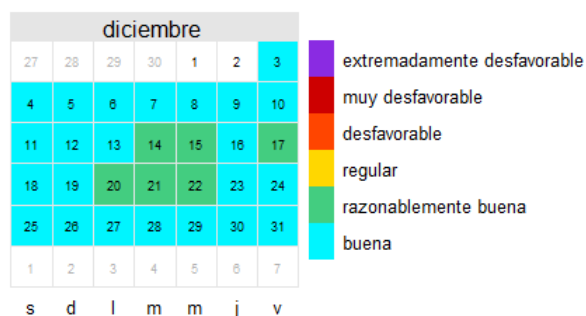 diciembre
27 28 29 30 1 2 3
4 5 6 7 8 9 10
11 12 13 14 15 16 17
18 19 20 21 22 23 24
25 26 27 28 29 30 31
1 2 3 4 5 6 7
s d l m m j v
extremadamente desfavorable
muy desfavorable
desfavorable
regular
razonablemente buena
buena